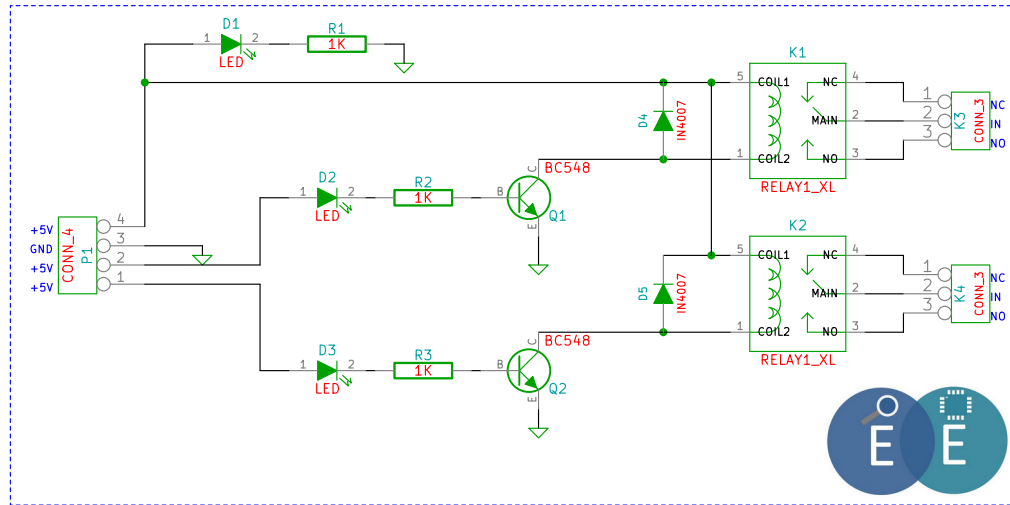 D1
1
2
LED
R1
1K
K1
5
COIL1
NC
4
MAIN
2
1
COIL2
NO
3
RELAY1_XL
1
2
3
K3
CONN_3
NC
IN
NO
D4
IN4007
D2
1
2
LED
R2
1K
B
C
E
BC548
Q1
+5V
GND
+5V
+5V
CONN_4
P1
4
3
2
1
K2
5
COIL1
NC
4
MAIN
2
1
COIL2
NO
3
RELAY1_XL
1
2
3
K4
CONN_3
NC
IN
NO
D5
IN4007
D3
1
2
LED
R3
1K
B
C
E
BC548
Q2
E E